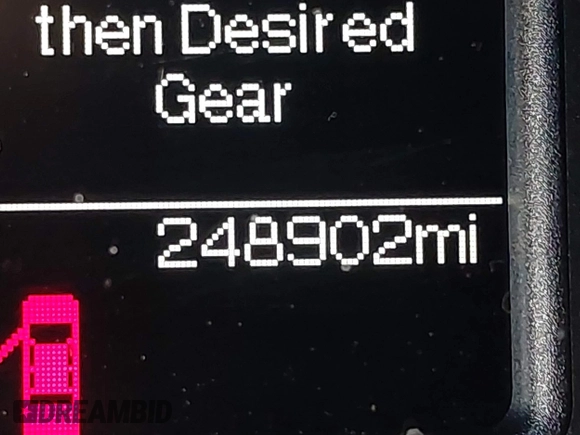 then Desired
Gear
248902mi
DREAMBID